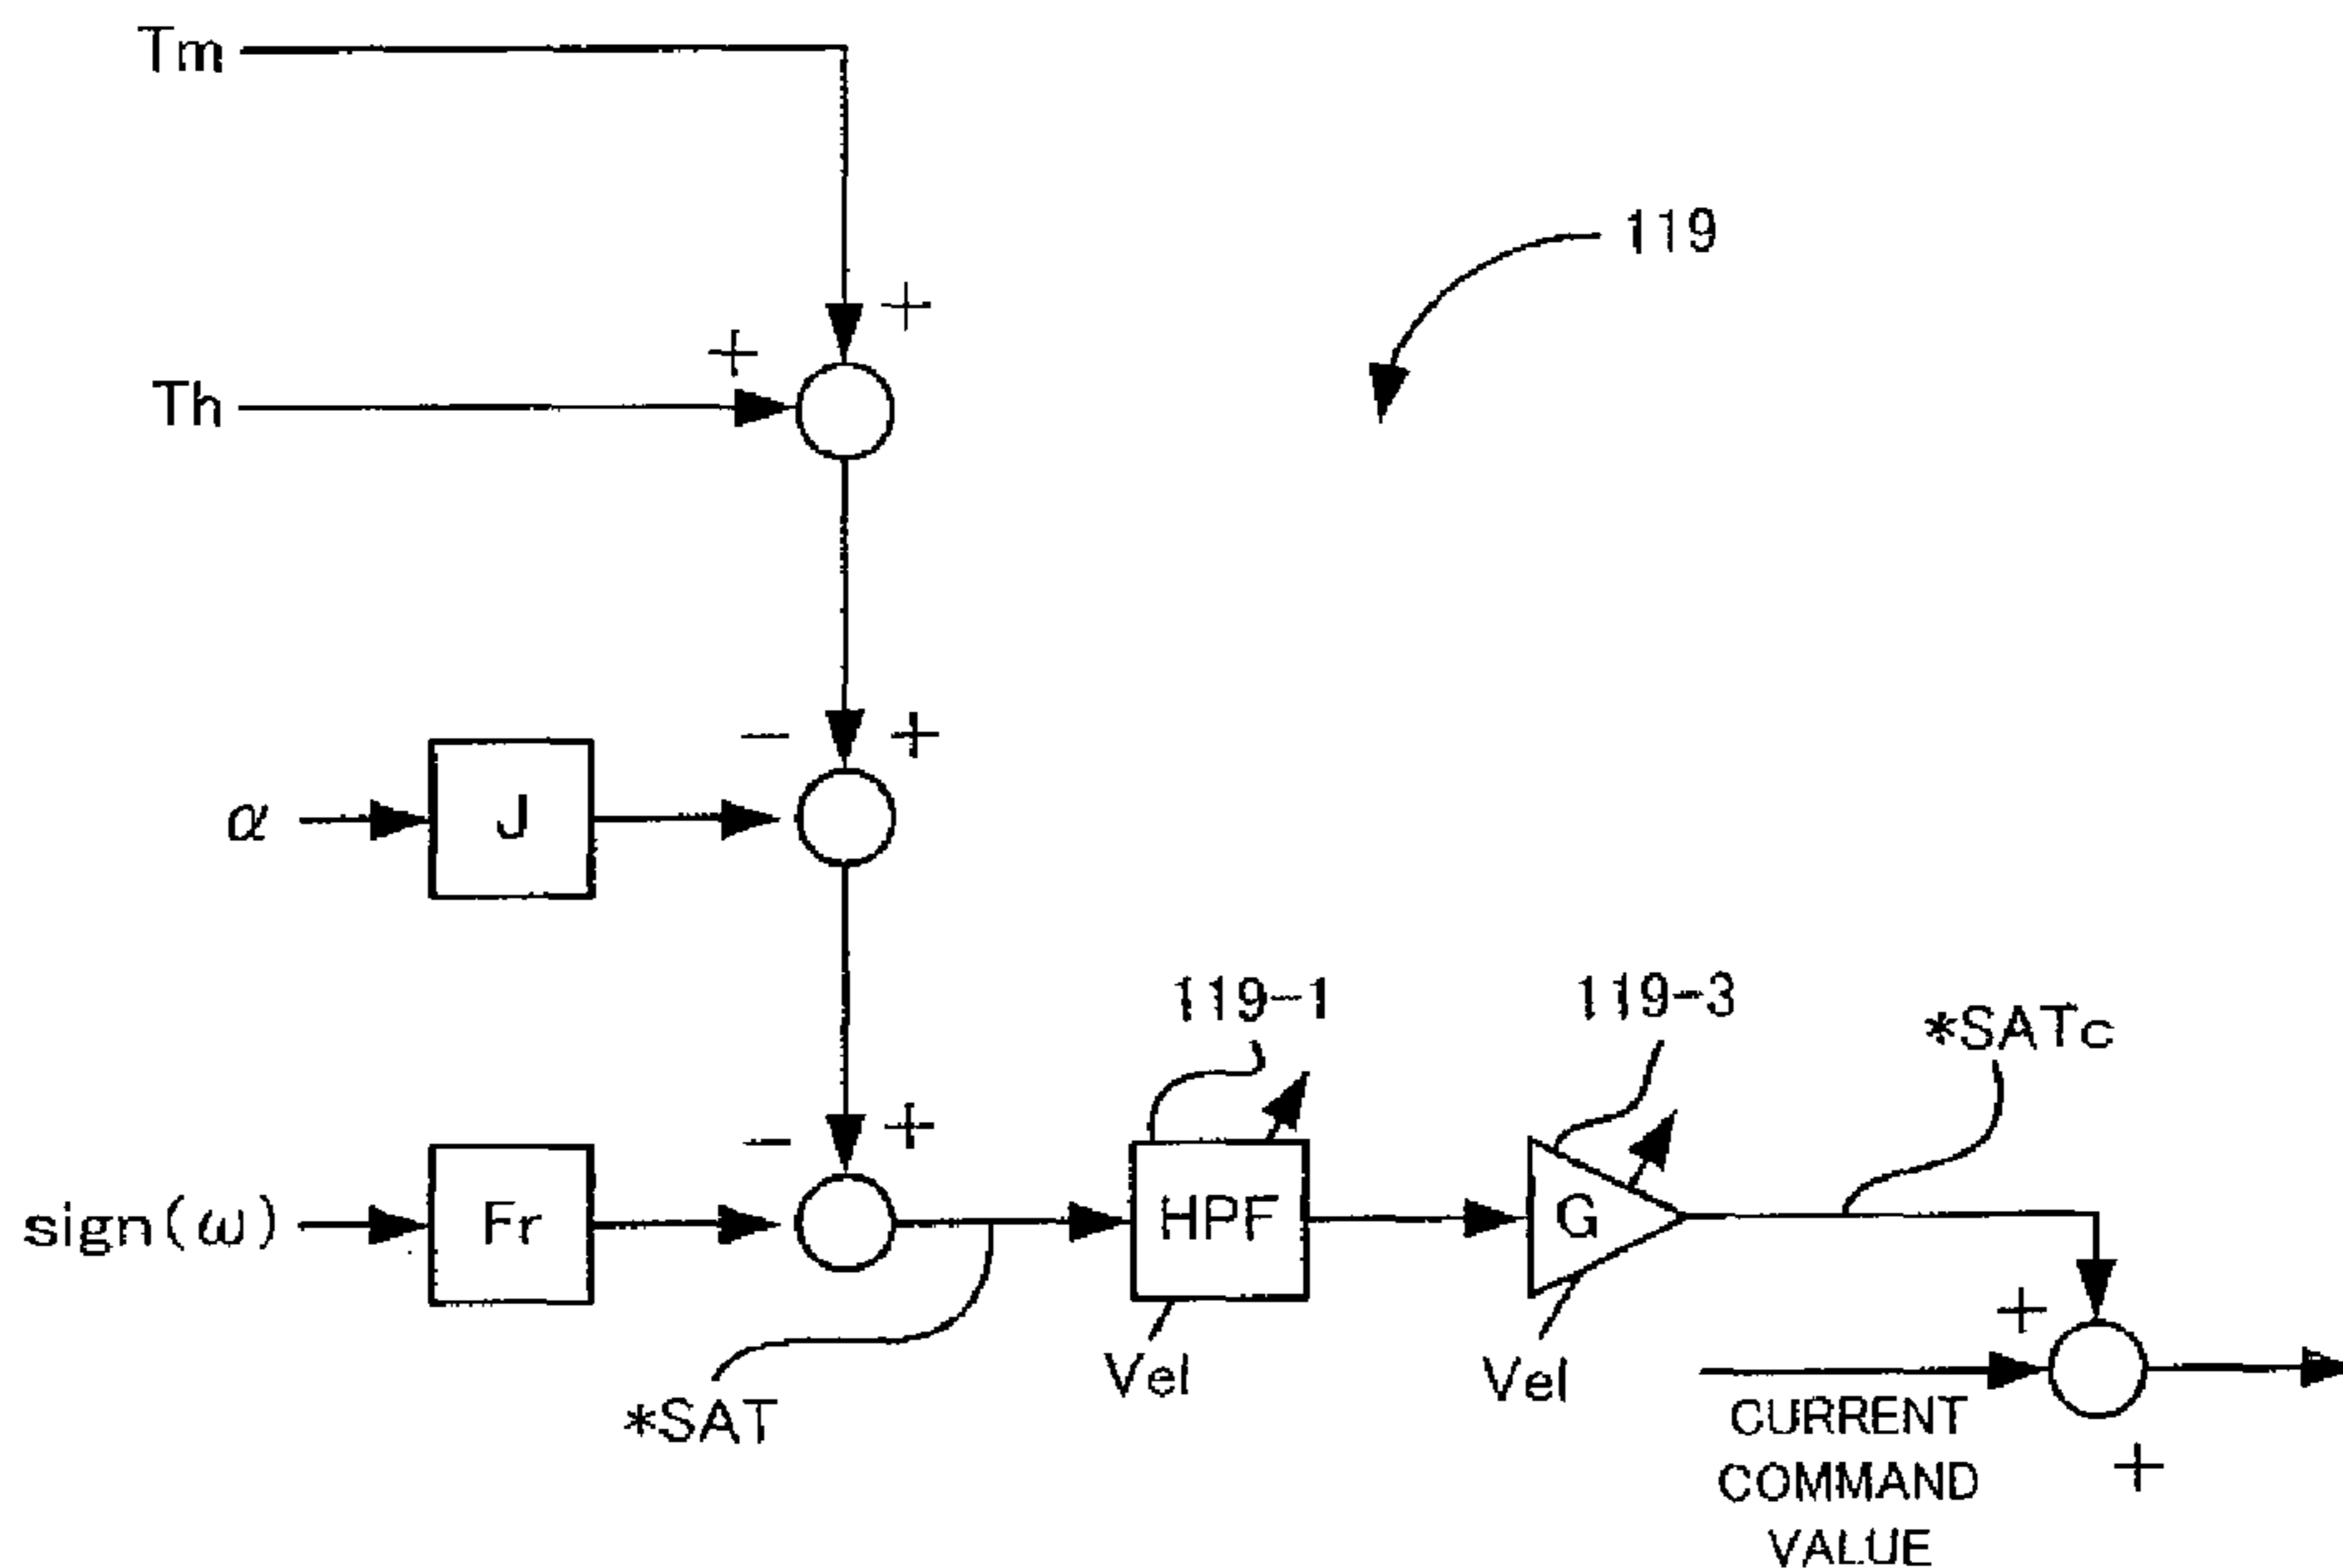 Tm
+
119
+
Th
- +
α
J
119-1
119-3
*SATc
- +
sign(ω)
Fr
HPF
G
+
*SAT
Vel
Vel
CURRENT
COMMAND
VALUE
+